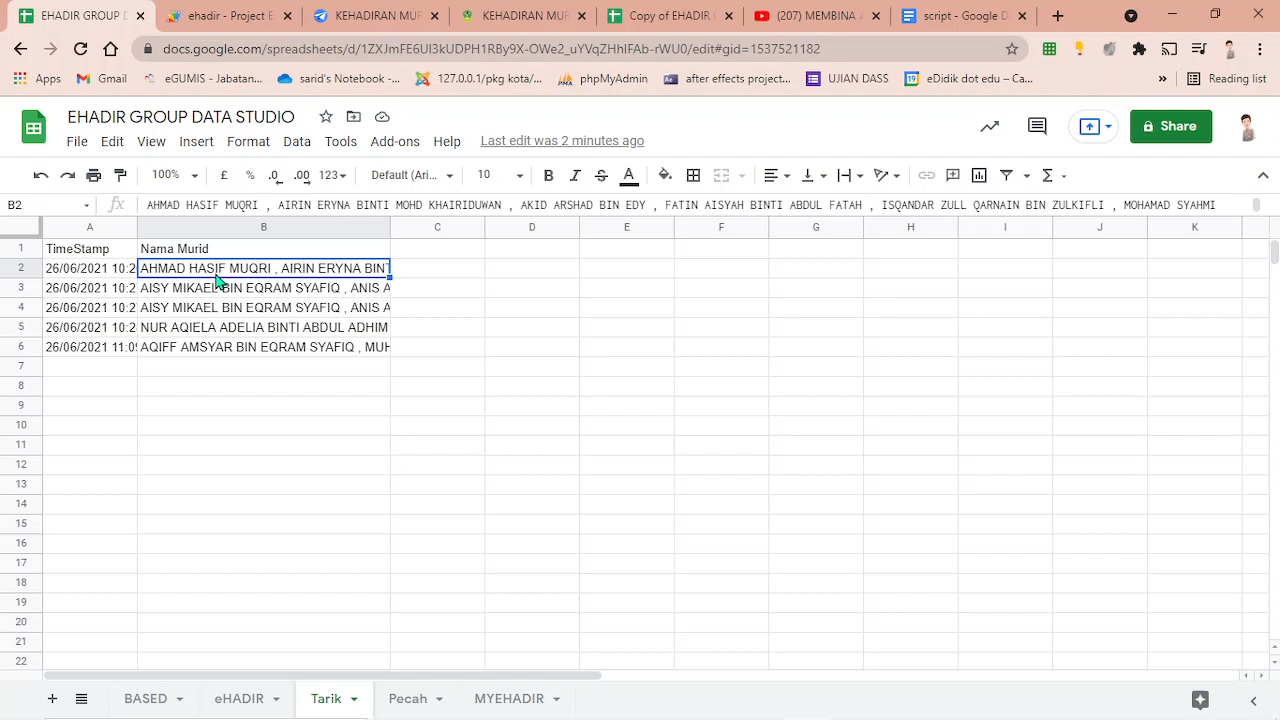 EHADIR GROUP
ehadir - Project E
KEHADIRAN MUF
KEHADIRAN MUR
Copy of EHADIR
(207) MEMBINA A
script - Google D
docs.google.com/spreadsheets/d/1ZXJmFE6UI3kUDPH1RBy9X-OWe2_uYVqZHhIFAb-rWU0/edit#gid=1537521182
Apps
Gmail
eGUMIS - Jabatan...
sarid's Notebook -...
127.0.0.1/pkg kota/...
phpMyAdmin
after effects project...
UJIAN DASS
eDidik dot edu – Ca...
»
Reading list
EHADIR GROUP DATA STUDIO
File Edit View Insert Format Data Tools Add-ons Help Last edit was 2 minutes ago
Share
100% £ % .0 .00 123 Default (Ari... 10 B I S A Σ
B2 fx AHMAD HASIF MUQRI , AIRIN ERYNA BINTI MOHD KHAIRIDUWAN , AKID ARSHAD BIN EDY , FATIN AISYAH BINTI ABDUL FATAH , ISQANDAR ZULL QARNAIN BIN ZULKIFLI , MOHAMAD SYAHMI
A B C D E F G H I J K
1 TimeStamp Nama Murid
2 26/06/2021 10:2 AHMAD HASIF MUQRI , AIRIN ERYNA BINT
3 26/06/2021 10:2 AISY MIKAEL BIN EQRAM SYAFIQ , ANIS A
4 26/06/2021 10:2 AISY MIKAEL BIN EQRAM SYAFIQ , ANIS A
5 26/06/2021 10:2 NUR AQIELA ADELIA BINTI ABDUL ADHIM
6 26/06/2021 11:09 AQIFF AMSYAR BIN EQRAM SYAFIQ , MUH
7
8
9
10
11
12
13
14
15
16
17
18
19
20
21
22
BASED eHADIR Tarik Pecah MYEHADIR